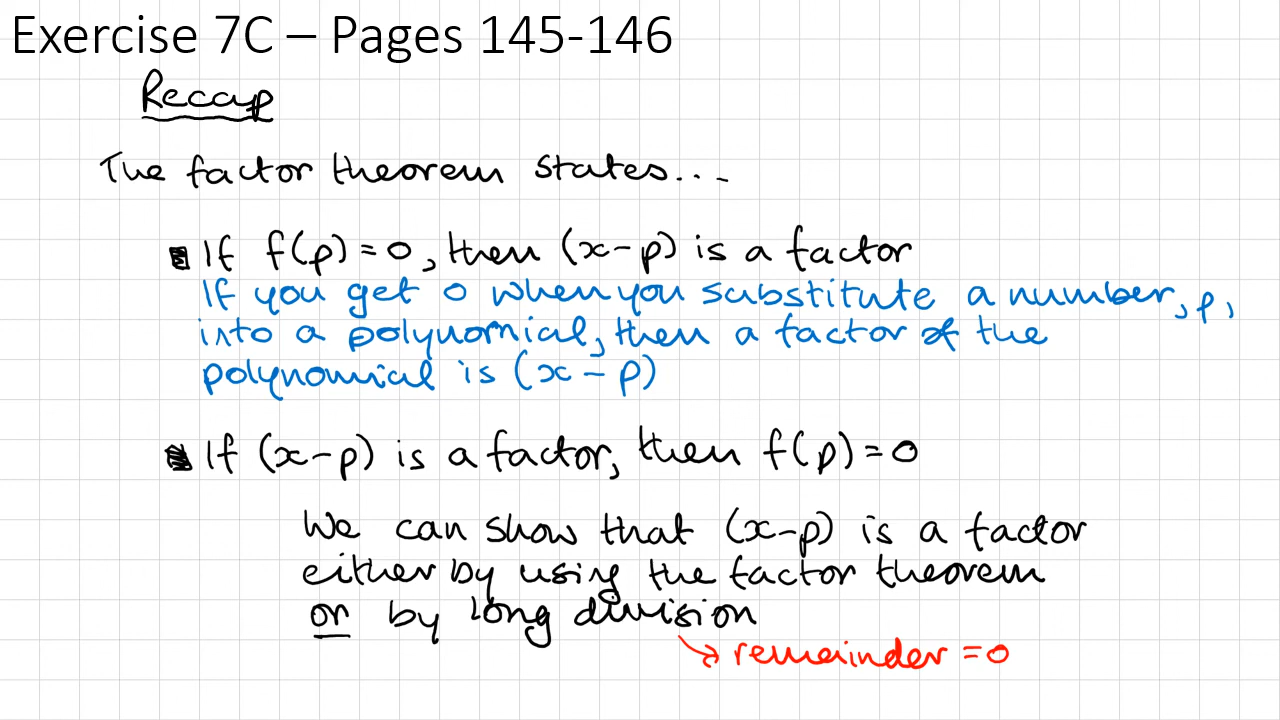 Exercise 7C – Pages 145-146
Recap
The factor theorem states...
▪ If f(p) = 0, then (x-p) is a factor
If you get 0 when you substitute a number, p,
into a polynomial, then a factor of the
polynomial is (x - p)
▪ If (x-p) is a factor, then f(p) = 0
We can show that (x-p) is a factor
either by using the factor theorem
or by long division
→ remainder = 0